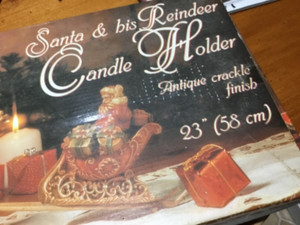 Santa & his Reindeer
Candle Holder
Antique crackle
finish
23" (58 cm)